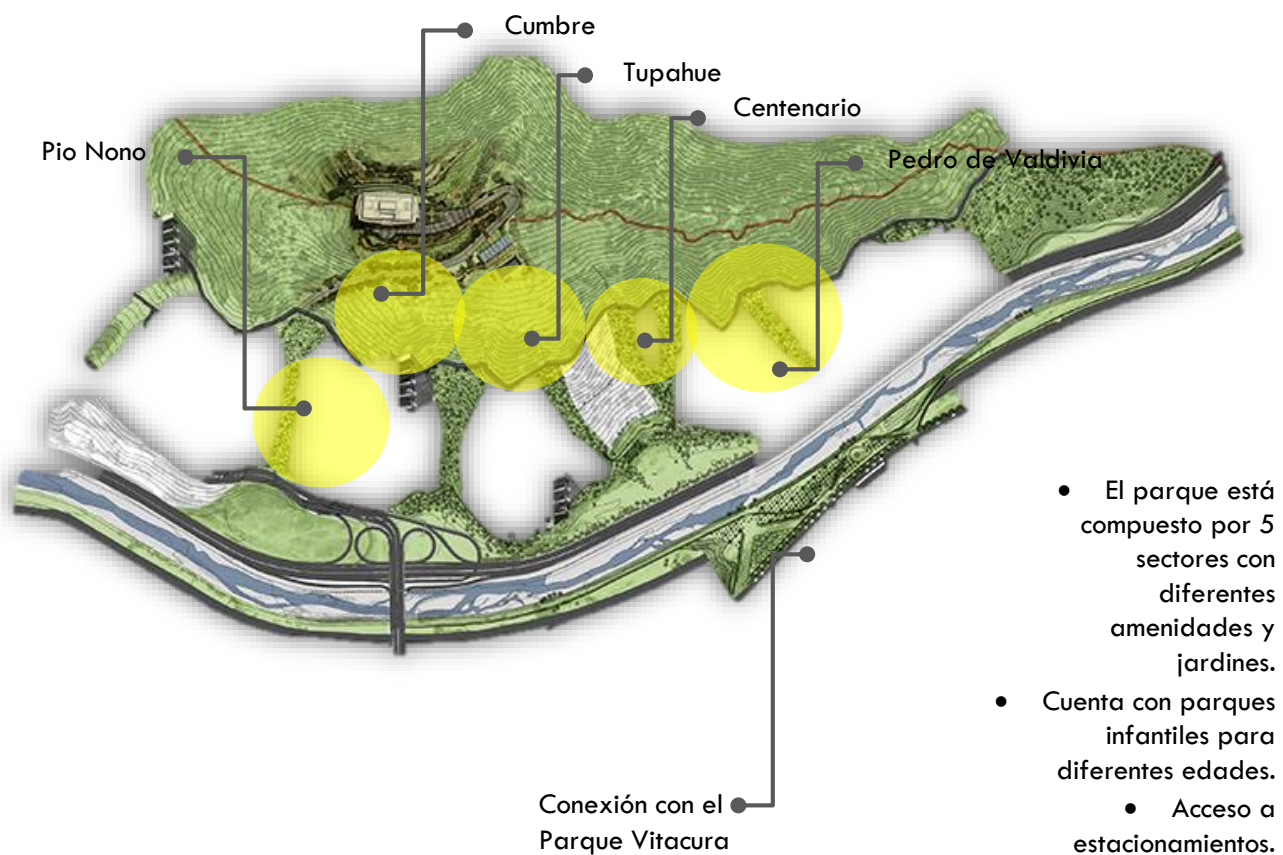 Cumbre
Tupahue
Centenario
Pio Nono
Pedro de Valdivia
• El parque está
compuesto por 5
sectores con
diferentes
amenidades y
jardines.
• Cuenta con parques
infantiles para
diferentes edades.
• Acceso a
estacionamientos.
Conexión con el
Parque Vitacura